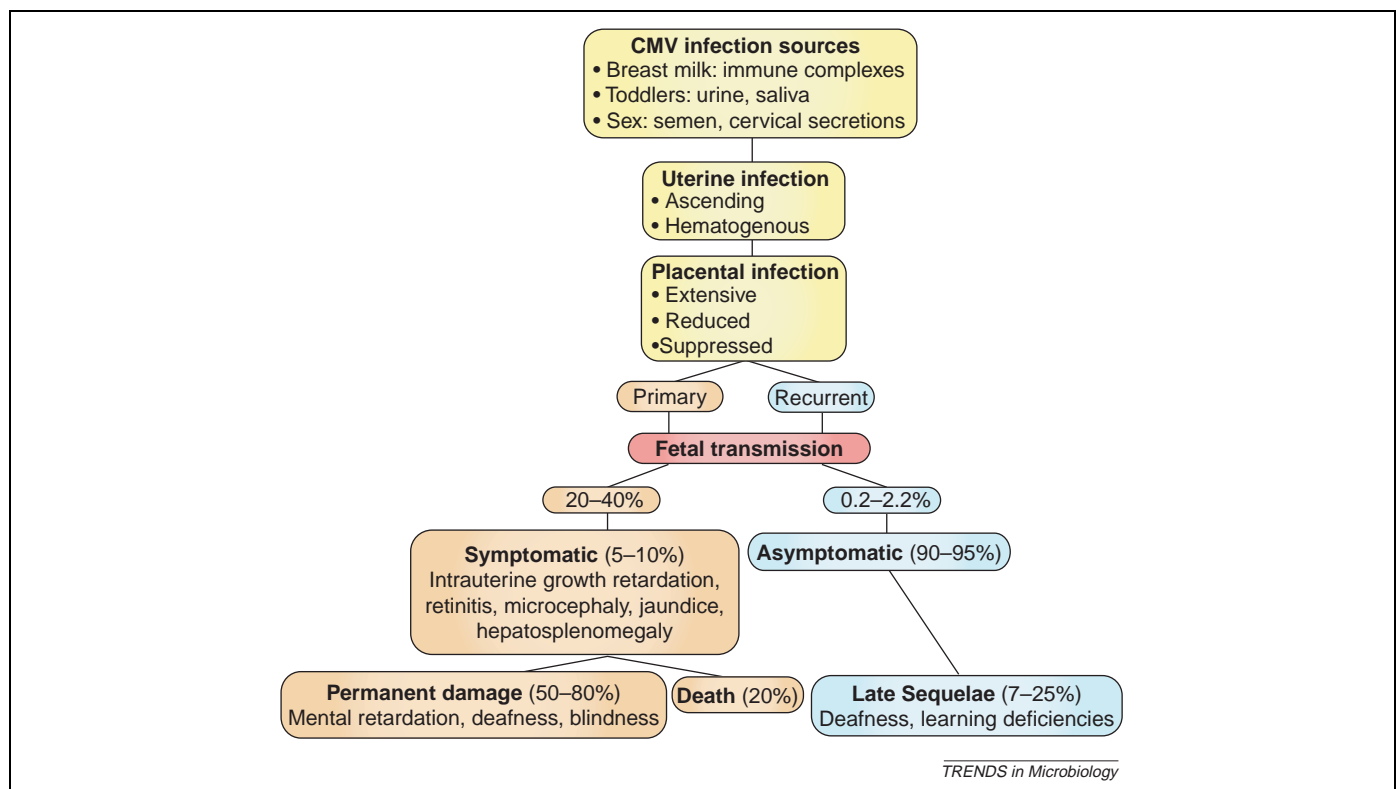 CMV infection sources
• Breast milk: immune complexes
• Toddlers: urine, saliva
• Sex: semen, cervical secretions
Uterine infection
• Ascending
• Hematogenous
Placental infection
• Extensive
• Reduced
•Suppressed
Primary
Recurrent
Fetal transmission
20–40%
0.2–2.2%
Symptomatic (5–10%)
Intrauterine growth retardation,
retinitis, microcephaly, jaundice,
hepatosplenomegaly
Asymptomatic (90–95%)
Permanent damage (50–80%)
Mental retardation, deafness, blindness
Death (20%)
Late Sequelae (7–25%)
Deafness, learning deficiencies
TRENDS in Microbiology